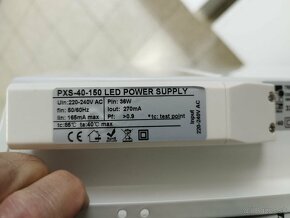 PXS-40-150 LED POWER SUPPLY
Uin:220-240V AC Pin: 36W
fin: 50/60Hz Iout: 270mA
Iin: 165mA max Pf: >0.9 *tc: test point
tc:85°C ta:40°C max
Input
220-240V AC